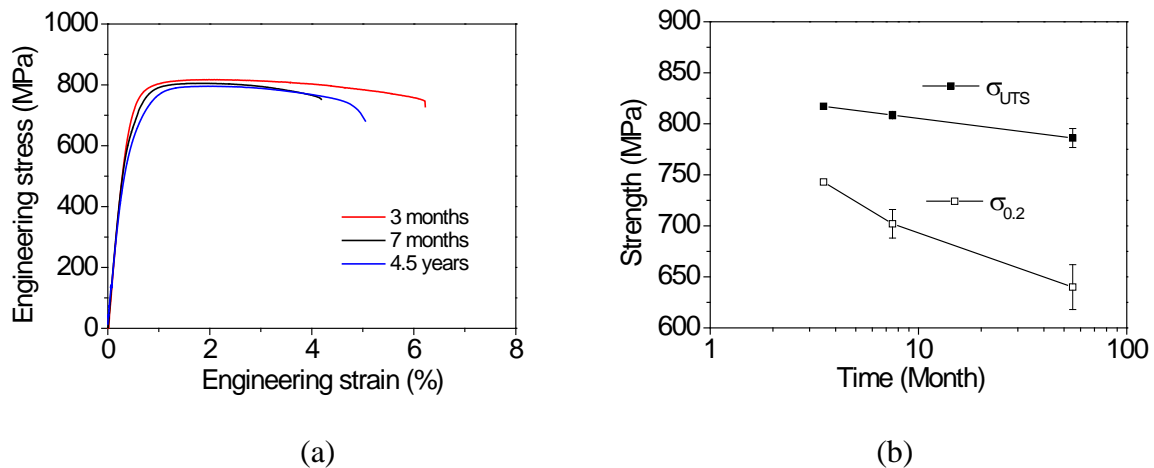 1000
800
600
400
200
0
Engineering stress (MPa)
3 months
7 months
4.5 years
0 2 4 6 8
Engineering strain (%)
(a)
900
850
800
750
700
650
600
Strength (MPa)
σUTS
σ0.2
1 10 100
Time (Month)
(b)